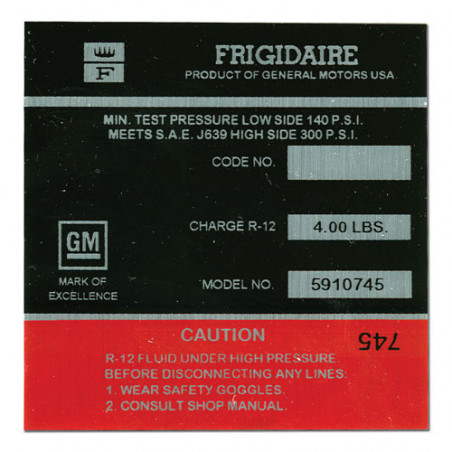 F
FRIGIDAIRE
PRODUCT OF GENERAL MOTORS USA.
MIN. TEST PRESSURE LOW SIDE 140 P.S.I.
MEETS S.A.E. J639 HIGH SIDE 300 P.S.I.
CODE NO.
CHARGE R-12 4.00 LBS.
GM
MARK OF
EXCELLENCE
MODEL NO. 5910745
CAUTION
745
R-12 FLUID UNDER HIGH PRESSURE
BEFORE DISCONNECTING ANY LINES:
1. WEAR SAFETY GOGGLES.
2. CONSULT SHOP MANUAL.